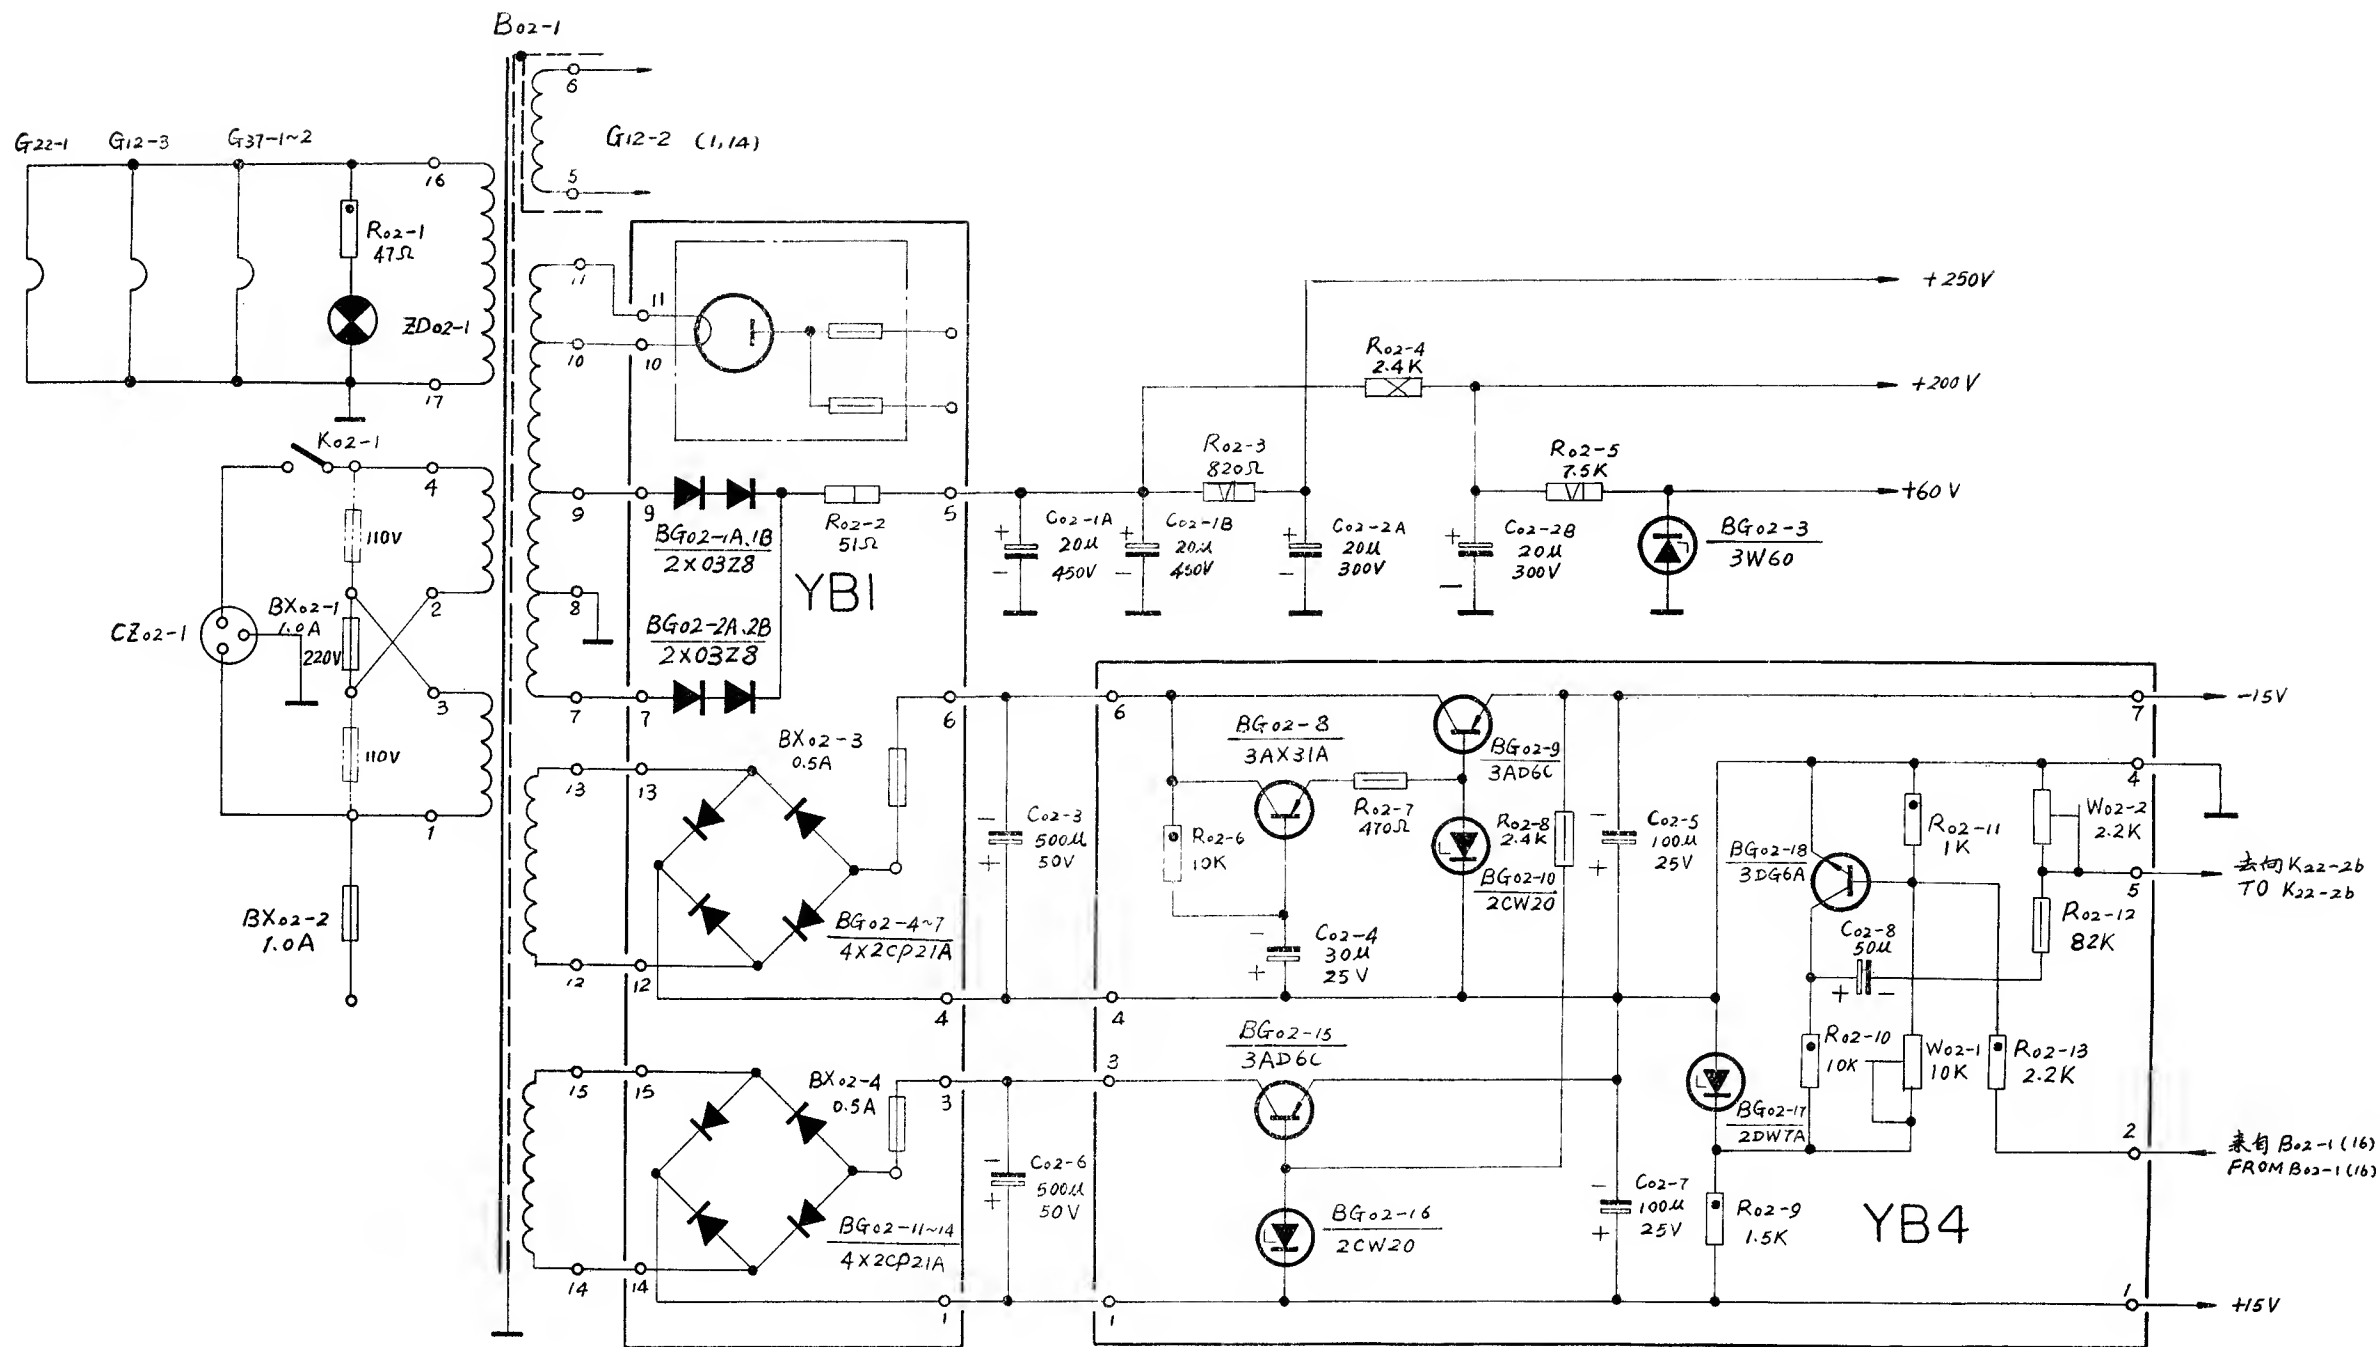 B02-1
6
G12-2 (1,14)
5
G22-1
G12-3
G37-1~2
16
R02-1
47Ω
ZD02-1
17
K02-1
4
110V
2
BX02-1
1.0A
220V
CZ02-1
3
110V
1
BX02-2
1.0A
11
11
10
10
9
9
BG02-1A.1B
2X03Z8
R02-2
51Ω
5
YB1
8
BG02-2A.2B
2X03Z8
7
7
6
BX02-3
0.5A
13
13
BG02-4~7
4X2CP21A
12
12
4
15
15
BX02-4
0.5A
3
BG02-11~14
4X2CP21A
14
14
1
+250V
R02-4
2.4K
+200V
R02-3
820Ω
R02-5
7.5K
+60V
+
C02-1A
20µ
450V
-
+
C02-1B
20µ
450V
-
+
C02-2A
20µ
300V
-
+
C02-2B
20µ
300V
-
BG02-3
3W60
-
C02-3
500µ
50V
+
-
C02-6
500µ
50V
+
6
BG02-8
3AX31A
BG02-9
3AD6C
R02-6
10K
R02-7
470Ω
R02-8
2.4K
BG02-10
2CW20
-
C02-4
30µ
25V
+
-
C02-5
100µ
25V
+
4
3
BG02-15
3AD6C
BG02-16
2CW20
-
C02-7
100µ
25V
+
1
7
-15V
4
BG02-18
3DG6A
R02-11
1K
W02-2
2.2K
5
去向K22-2b
TO K22-2b
R02-12
82K
C02-8
50µ
+ -
R02-10
10K
W02-1
10K
R02-13
2.2K
BG02-17
2DW7A
2
来自B02-1(16)
FROM B02-1(16)
R02-9
1.5K
YB4
1
+15V